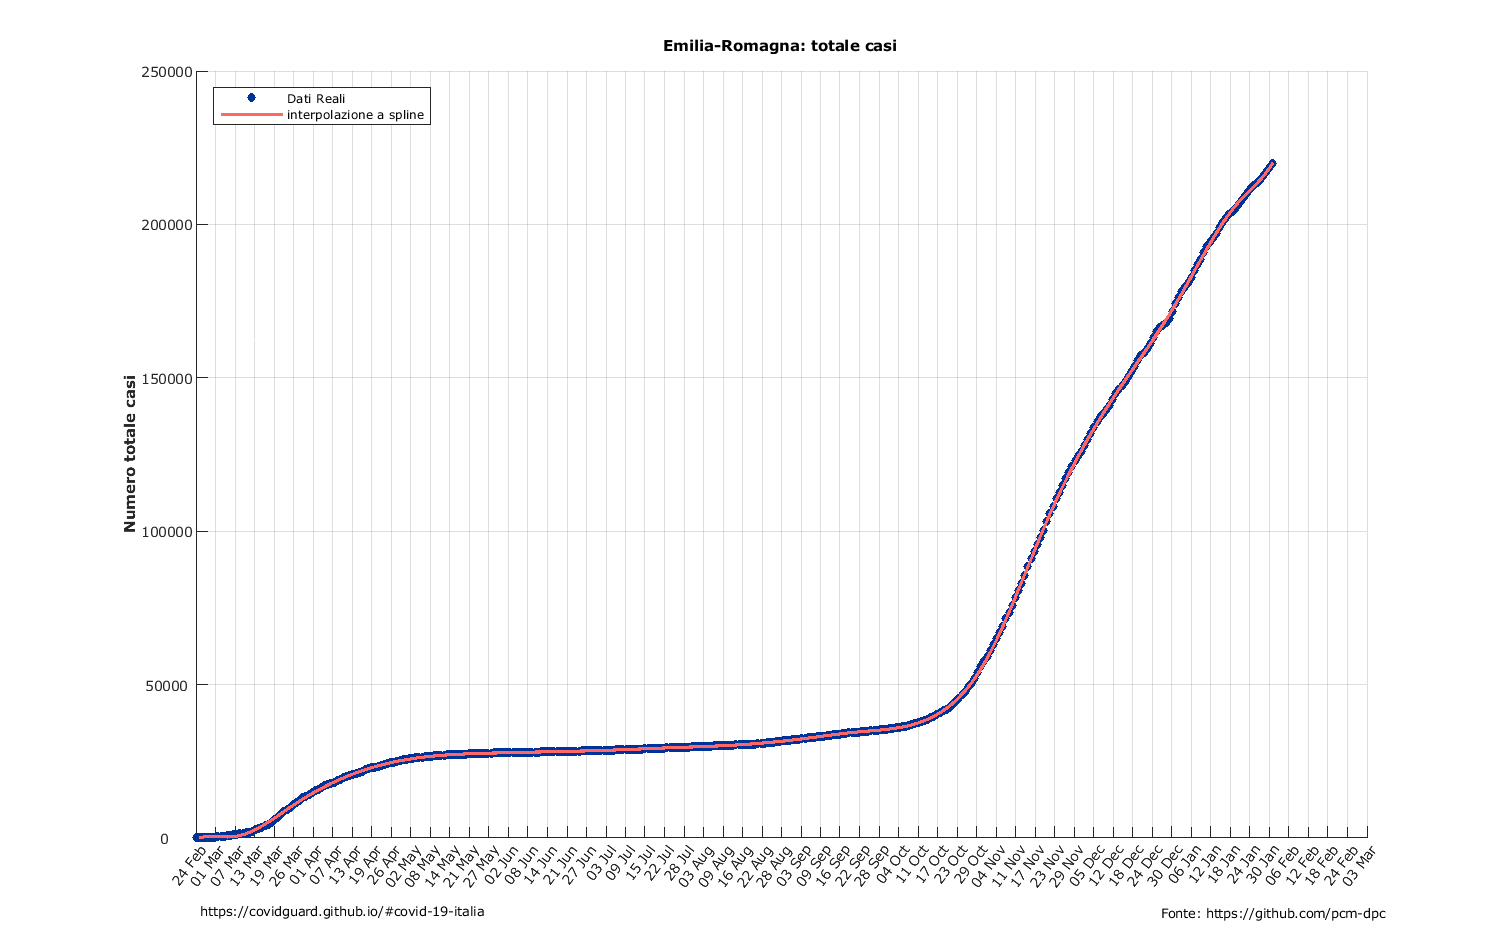 Emilia-Romagna: totale casi
250000
200000
150000
100000
50000
0
Numero totale casi
Dati Reali
interpolazione a spline
24 Feb
01 Mar
07 Mar
13 Mar
19 Mar
26 Mar
01 Apr
07 Apr
13 Apr
19 Apr
26 Apr
02 May
08 May
14 May
21 May
27 May
02 Jun
08 Jun
14 Jun
21 Jun
27 Jun
03 Jul
09 Jul
15 Jul
22 Jul
28 Jul
03 Aug
09 Aug
16 Aug
22 Aug
28 Aug
03 Sep
09 Sep
16 Sep
22 Sep
28 Sep
04 Oct
11 Oct
17 Oct
23 Oct
29 Oct
04 Nov
11 Nov
17 Nov
23 Nov
29 Nov
05 Dec
12 Dec
18 Dec
24 Dec
30 Dec
06 Jan
12 Jan
18 Jan
24 Jan
30 Jan
06 Feb
12 Feb
18 Feb
24 Feb
03 Mar
https://covidguard.github.io/#covid-19-italia
Fonte: https://github.com/pcm-dpc